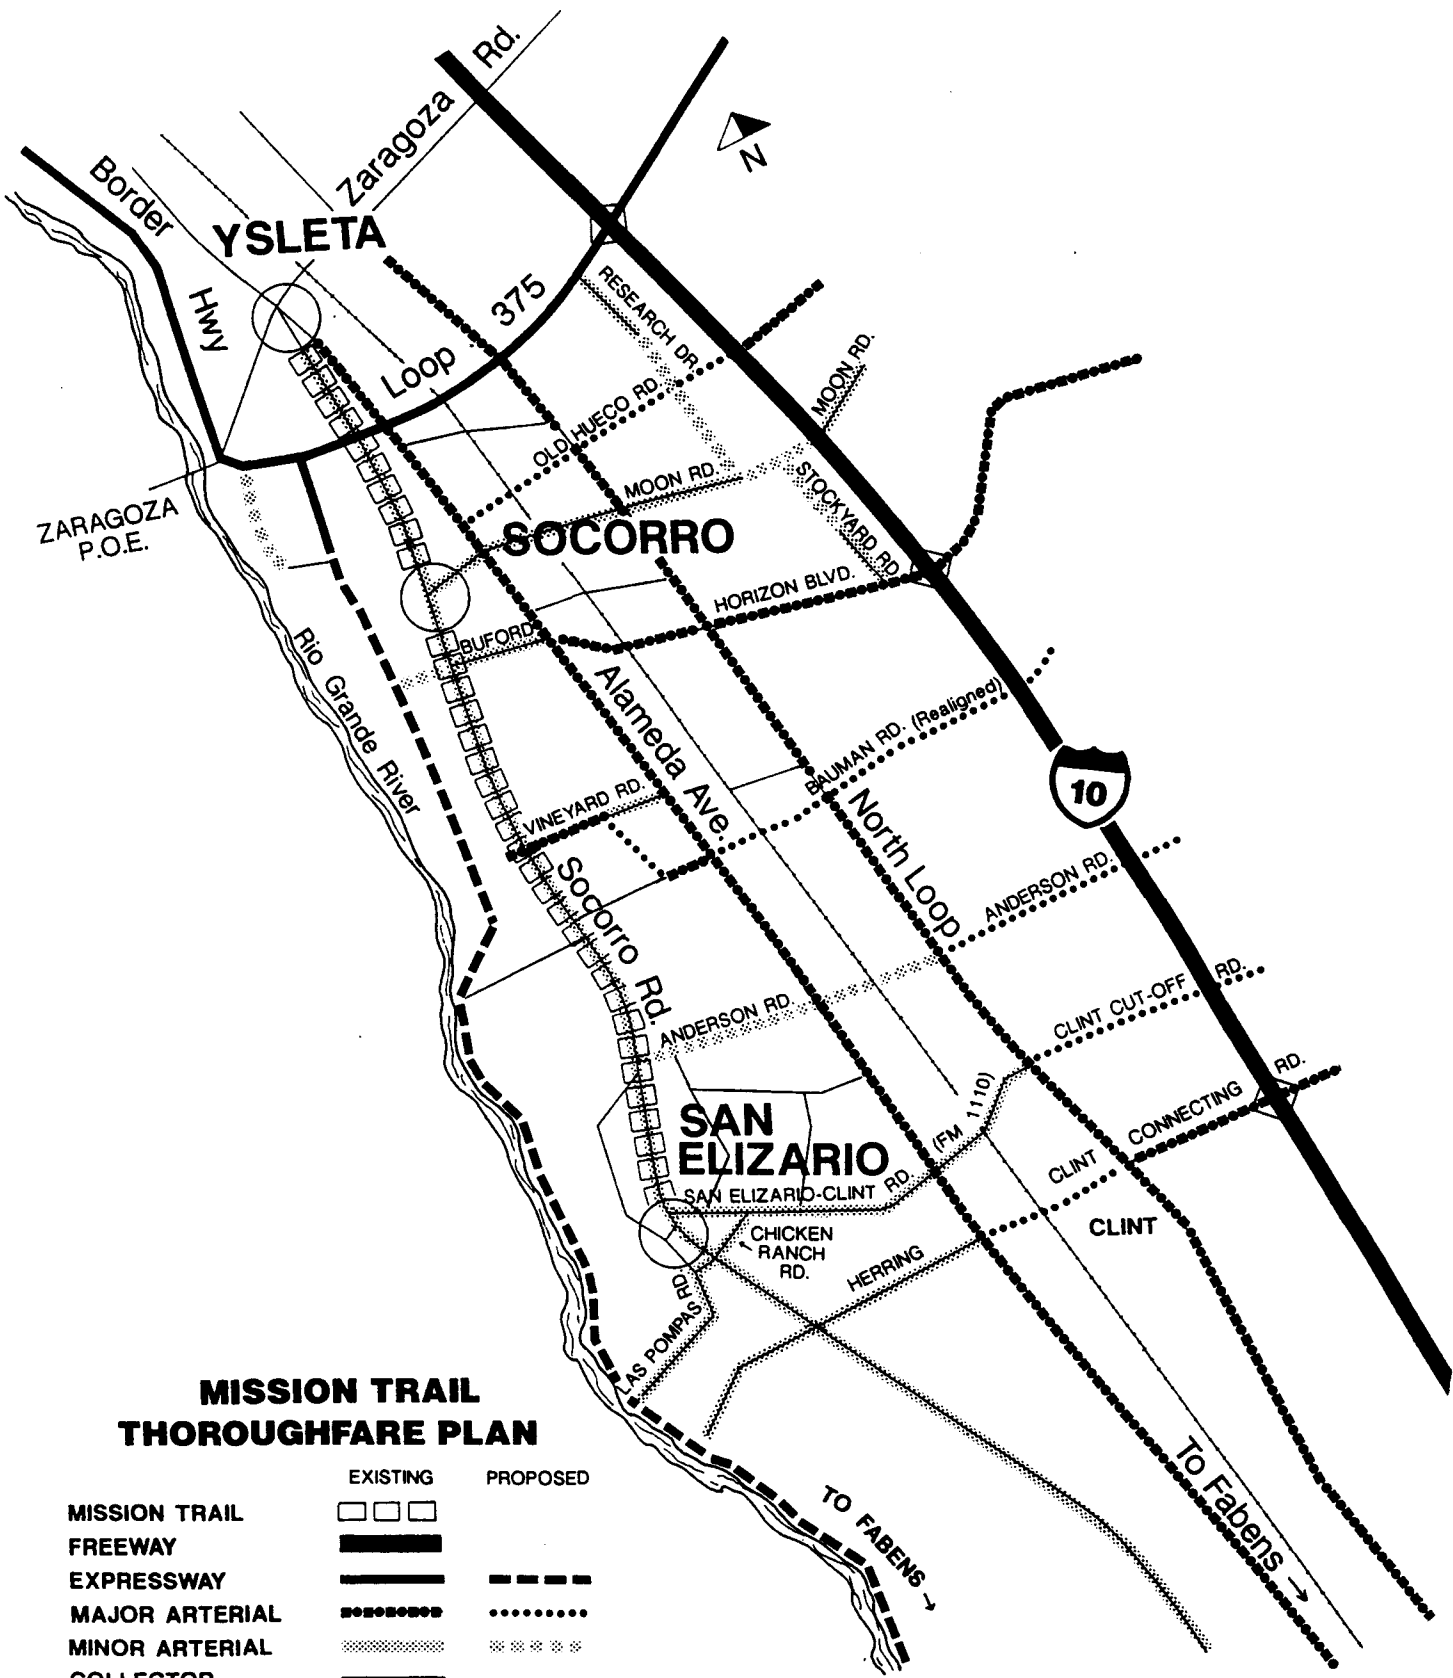 Zaragoza Rd.
N
Border Hwy
YSLETA
Loop 375
RESEARCH DR.
OLD HUECO RD.
MOON RD.
MOON RD.
STOCKYARD RD.
ZARAGOZA
P.O.E.
SOCORRO
HORIZON BLVD.
BUFORD
Rio Grande River
Alameda Ave.
BAUMAN RD. (Realigned)
10
VINEYARD RD.
North Loop
Socorro Rd.
ANDERSON RD.
ANDERSON RD.
CLINT CUT-OFF RD.
SAN
ELIZARIO
(FM 1110)
CLINT CONNECTING RD.
SAN ELIZARIO-CLINT RD.
CLINT
CHICKEN
RANCH
RD.
HERRING
LAS POMPAS RD
To Fabens →
TO FABENS →
MISSION TRAIL
THOROUGHFARE PLAN
EXISTING PROPOSED
MISSION TRAIL
FREEWAY
EXPRESSWAY
MAJOR ARTERIAL
MINOR ARTERIAL
COLLECTOR